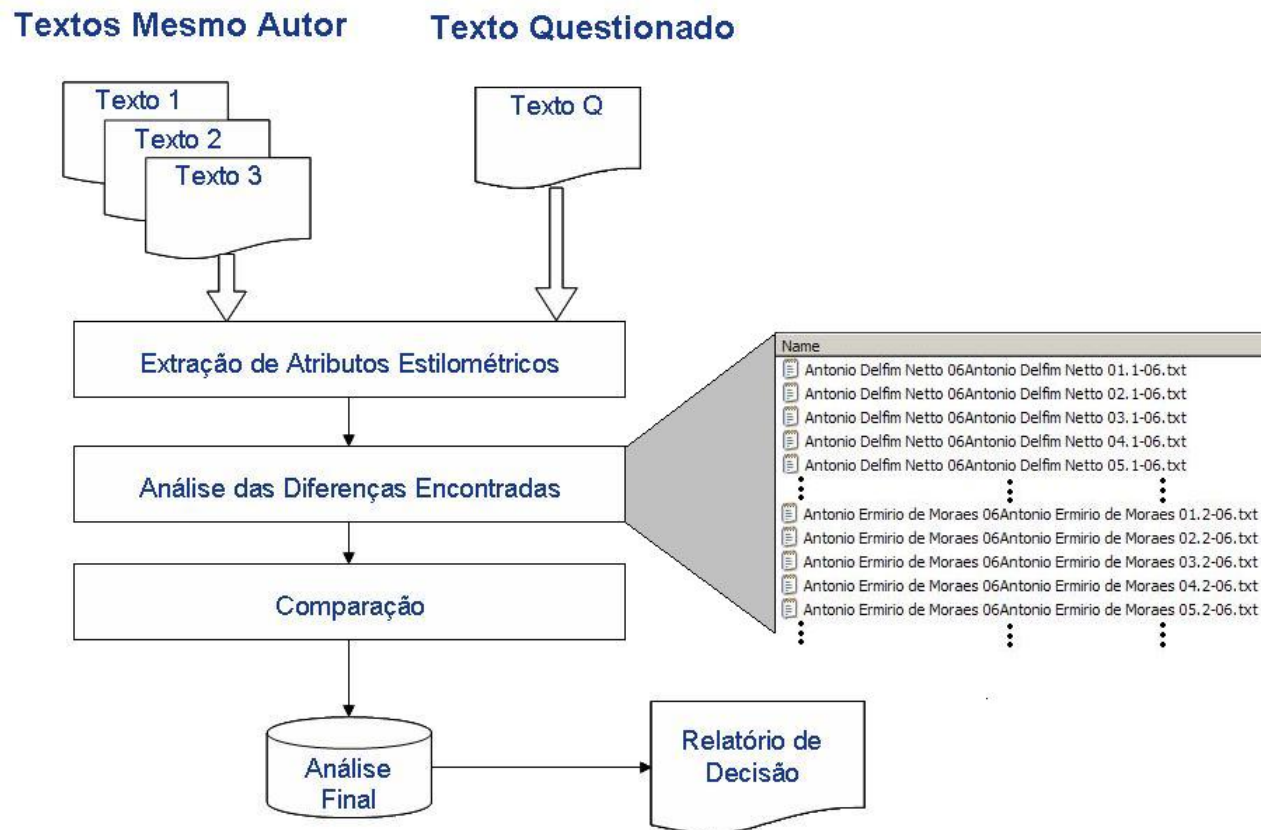 Textos Mesmo Autor
Texto Questionado
Texto 1
Texto 2
Texto 3
Texto Q
Extração de Atributos Estilométricos
Análise das Diferenças Encontradas
Comparação
Análise
Final
Relatório de
Decisão
Name
Antonio Delfim Netto 06Antonio Delfim Netto 01.1-06.txt
Antonio Delfim Netto 06Antonio Delfim Netto 02.1-06.txt
Antonio Delfim Netto 06Antonio Delfim Netto 03.1-06.txt
Antonio Delfim Netto 06Antonio Delfim Netto 04.1-06.txt
Antonio Delfim Netto 06Antonio Delfim Netto 05.1-06.txt
Antonio Ermirio de Moraes 06Antonio Ermirio de Moraes 01.2-06.txt
Antonio Ermirio de Moraes 06Antonio Ermirio de Moraes 02.2-06.txt
Antonio Ermirio de Moraes 06Antonio Ermirio de Moraes 03.2-06.txt
Antonio Ermirio de Moraes 06Antonio Ermirio de Moraes 04.2-06.txt
Antonio Ermirio de Moraes 06Antonio Ermirio de Moraes 05.2-06.txt